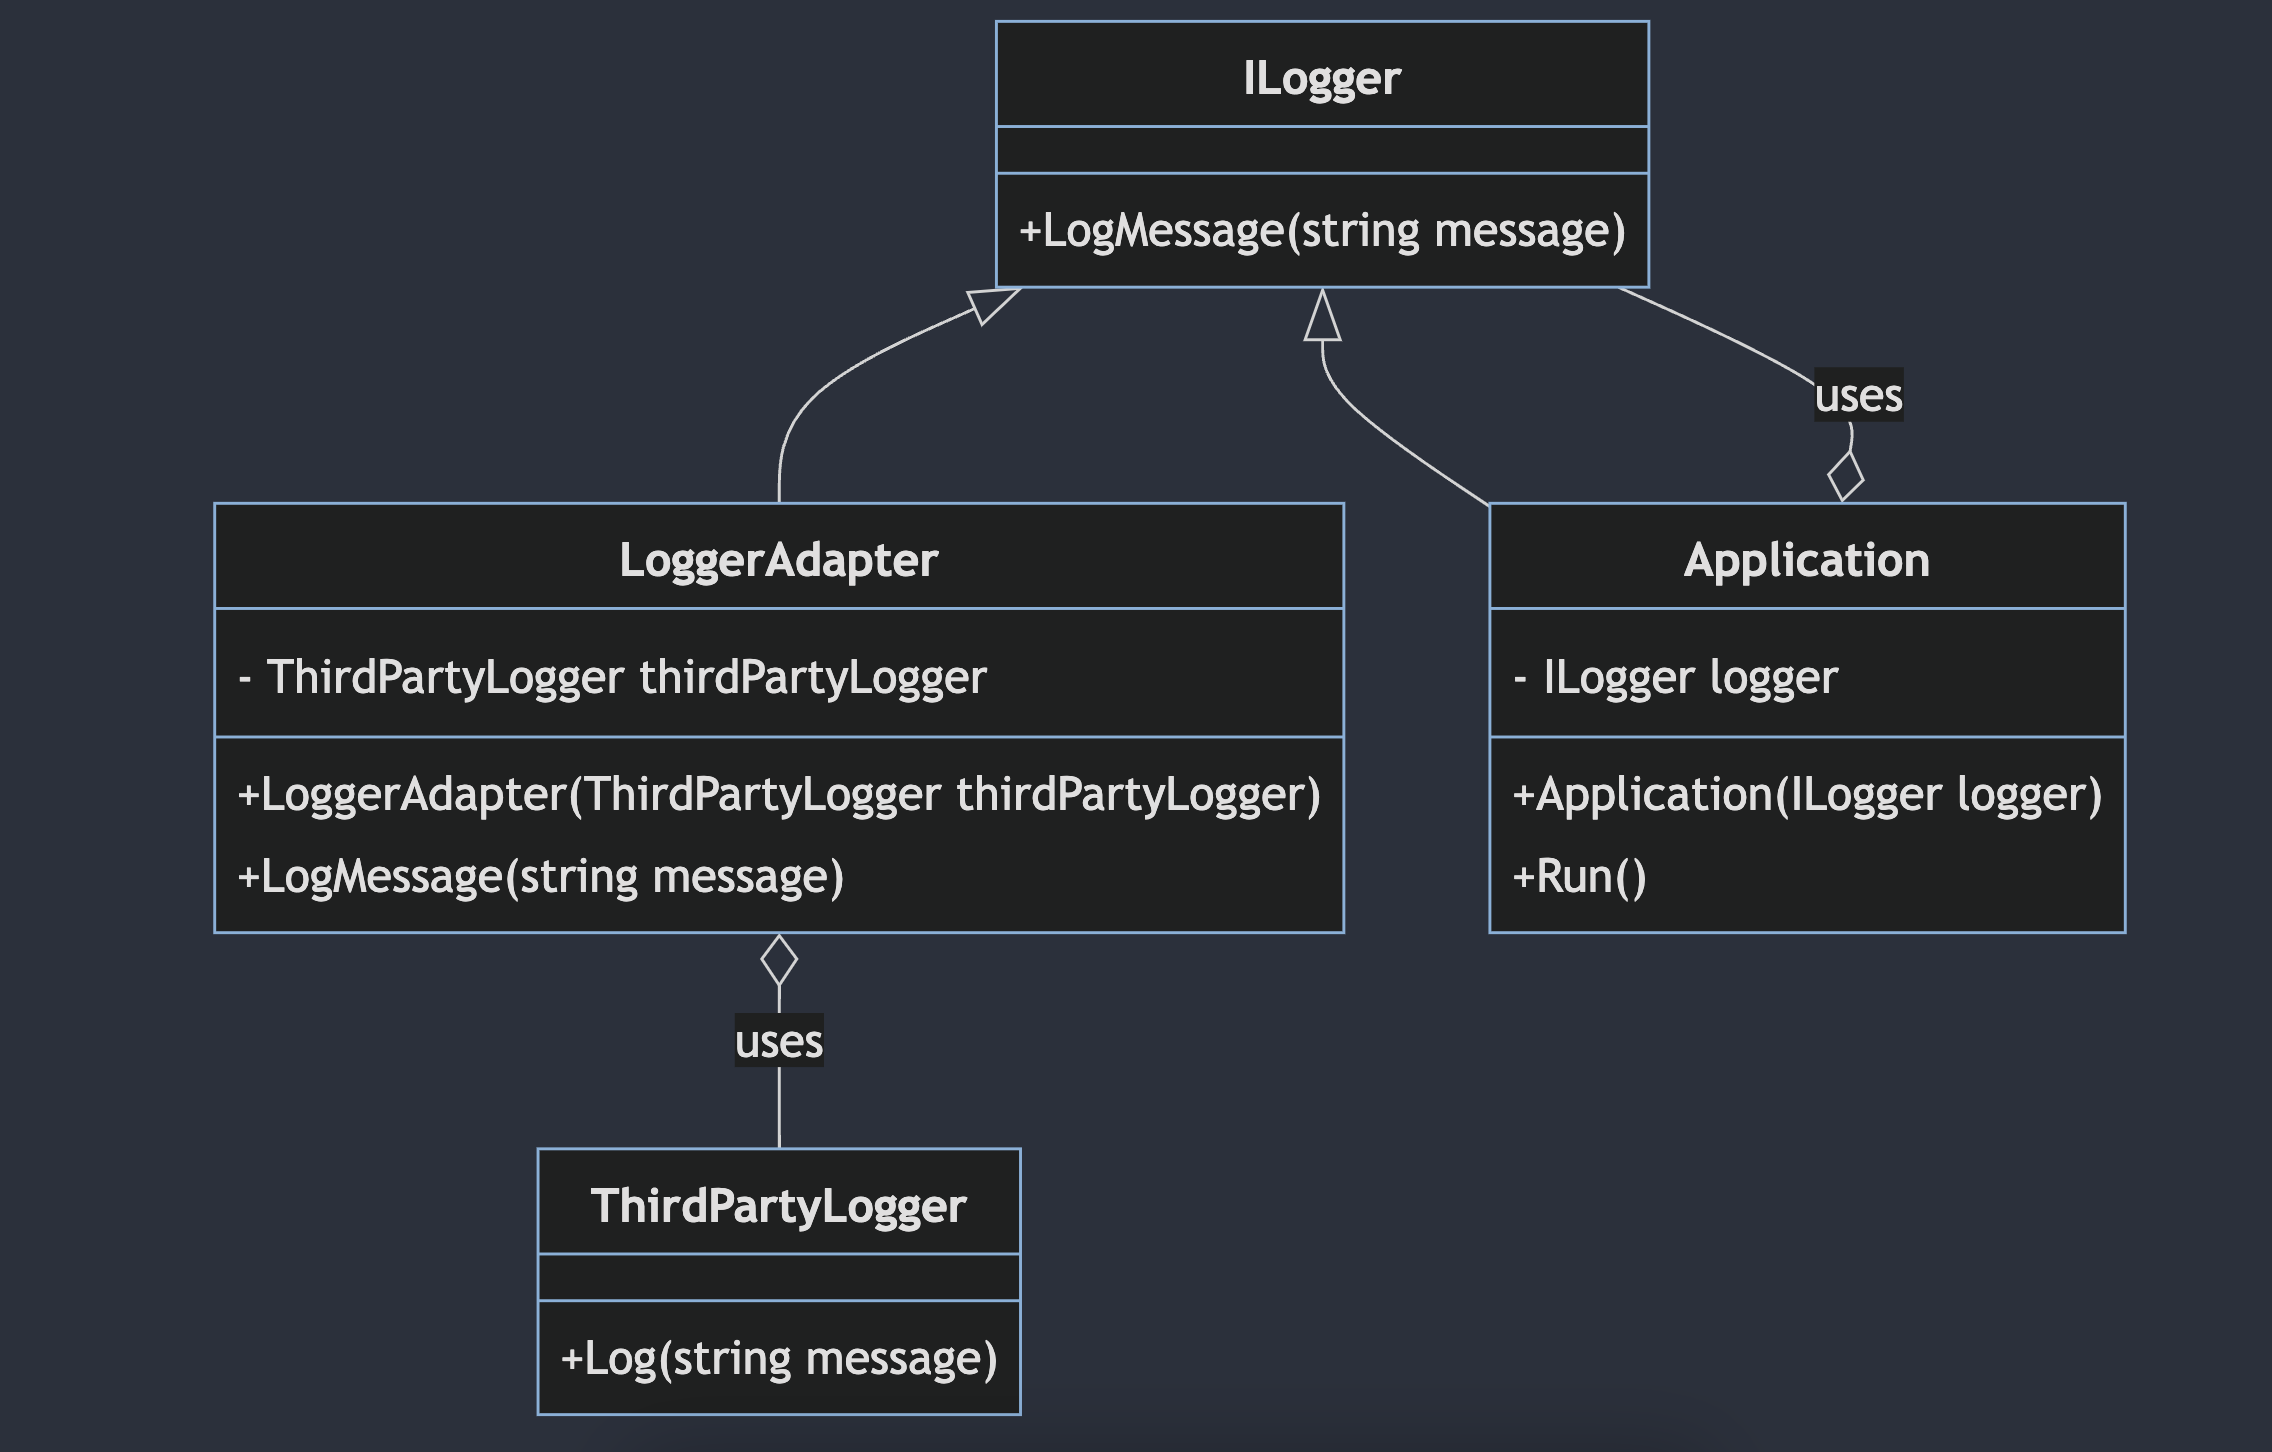 ILogger
+LogMessage(string message)
uses
LoggerAdapter
- ThirdPartyLogger thirdPartyLogger
+LoggerAdapter(ThirdPartyLogger thirdPartyLogger)
+LogMessage(string message)
Application
- ILogger logger
+Application(ILogger logger)
+Run()
uses
ThirdPartyLogger
+Log(string message)